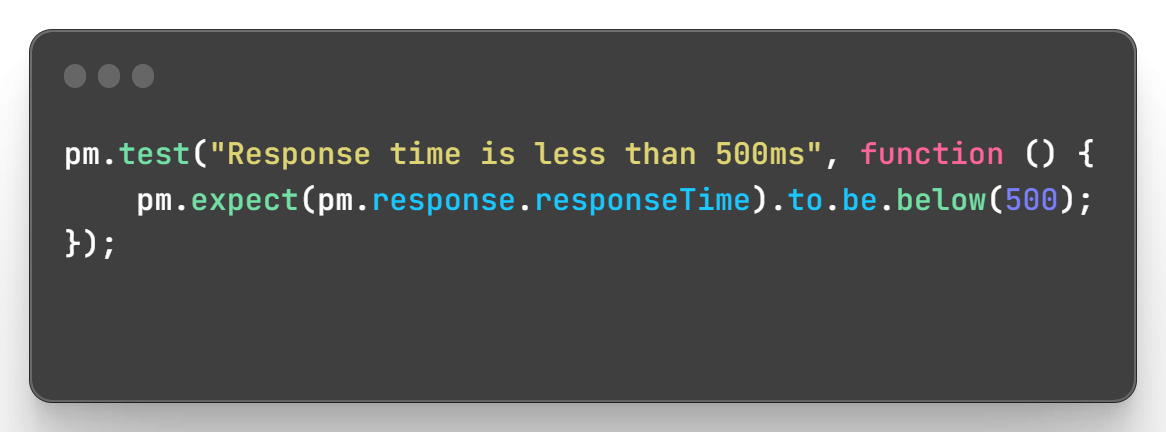 pm.test("Response time is less than 500ms", function () {
    pm.expect(pm.response.responseTime).to.be.below(500);
});